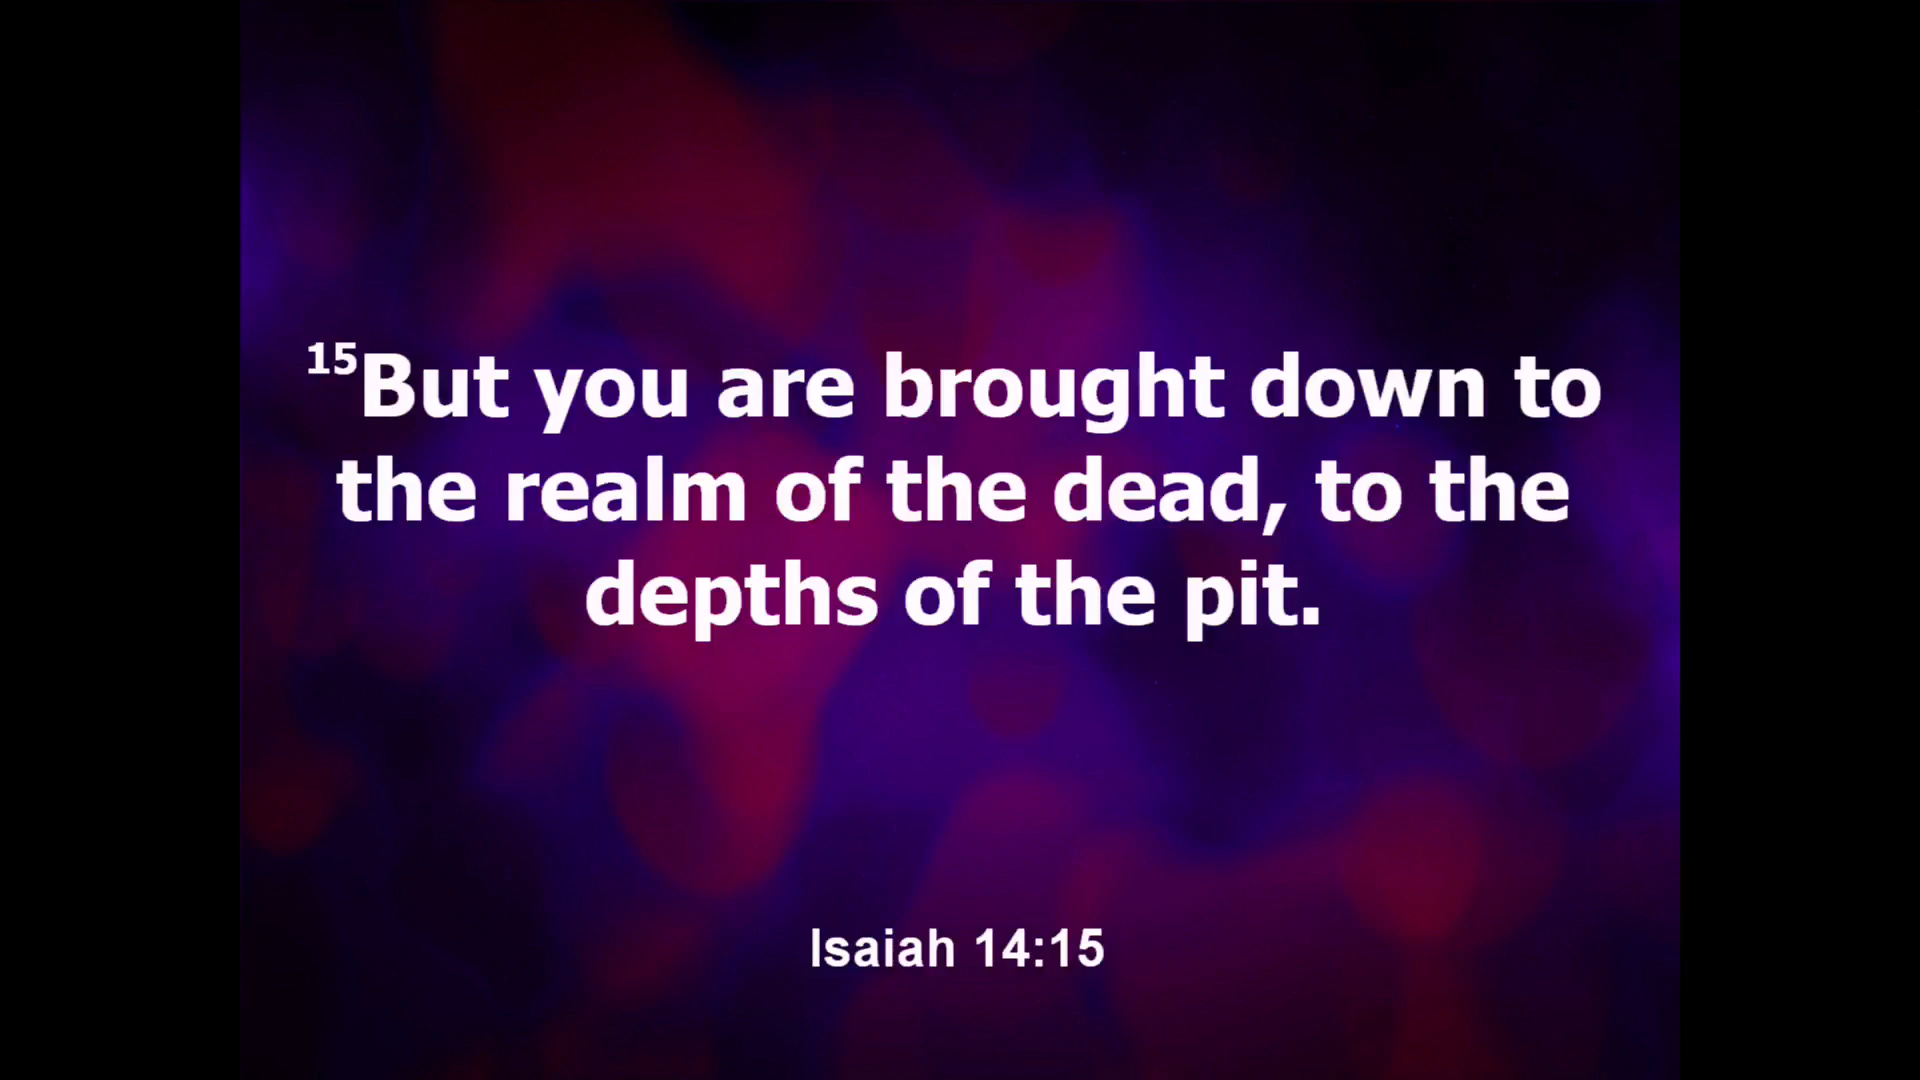 15But you are brought down to
the realm of the dead, to the
depths of the pit.
Isaiah 14:15